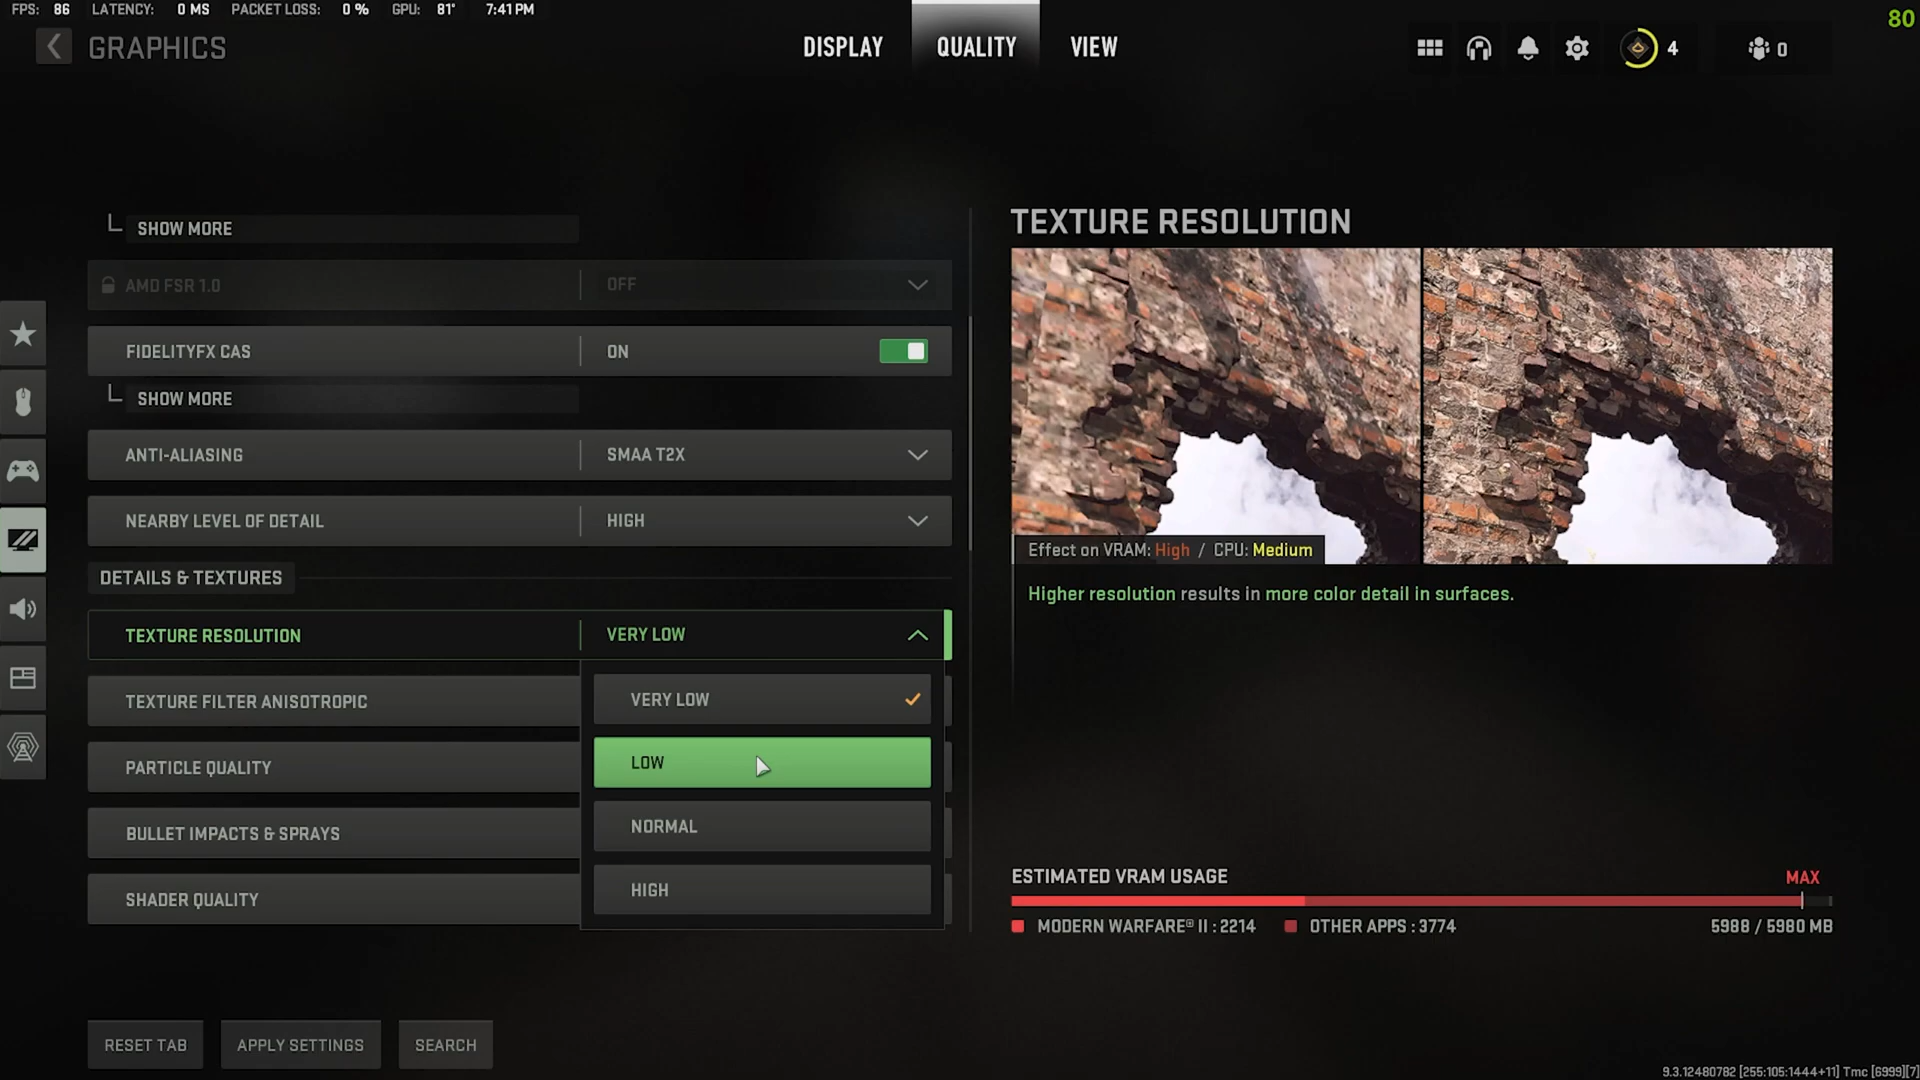 FPS: 86 LATENCY: 0 MS PACKET LOSS: 0 % GPU: 81° 7:41 PM
80
GRAPHICS
DISPLAY QUALITY VIEW
4
0
SHOW MORE
AMD FSR 1.0 OFF
FIDELITYFX CAS ON
SHOW MORE
ANTI-ALIASING SMAA T2X
NEARBY LEVEL OF DETAIL HIGH
DETAILS & TEXTURES
TEXTURE RESOLUTION VERY LOW
VERY LOW
LOW
NORMAL
HIGH
TEXTURE FILTER ANISOTROPIC
PARTICLE QUALITY
BULLET IMPACTS & SPRAYS
SHADER QUALITY
TEXTURE RESOLUTION
Effect on VRAM: High / CPU: Medium
Higher resolution results in more color detail in surfaces.
ESTIMATED VRAM USAGE MAX
MODERN WARFARE® II : 2214 OTHER APPS : 3774 5988 / 5980 MB
RESET TAB APPLY SETTINGS SEARCH
9.3.12480782 [255:105:1444+11] Tmc [6999][7]